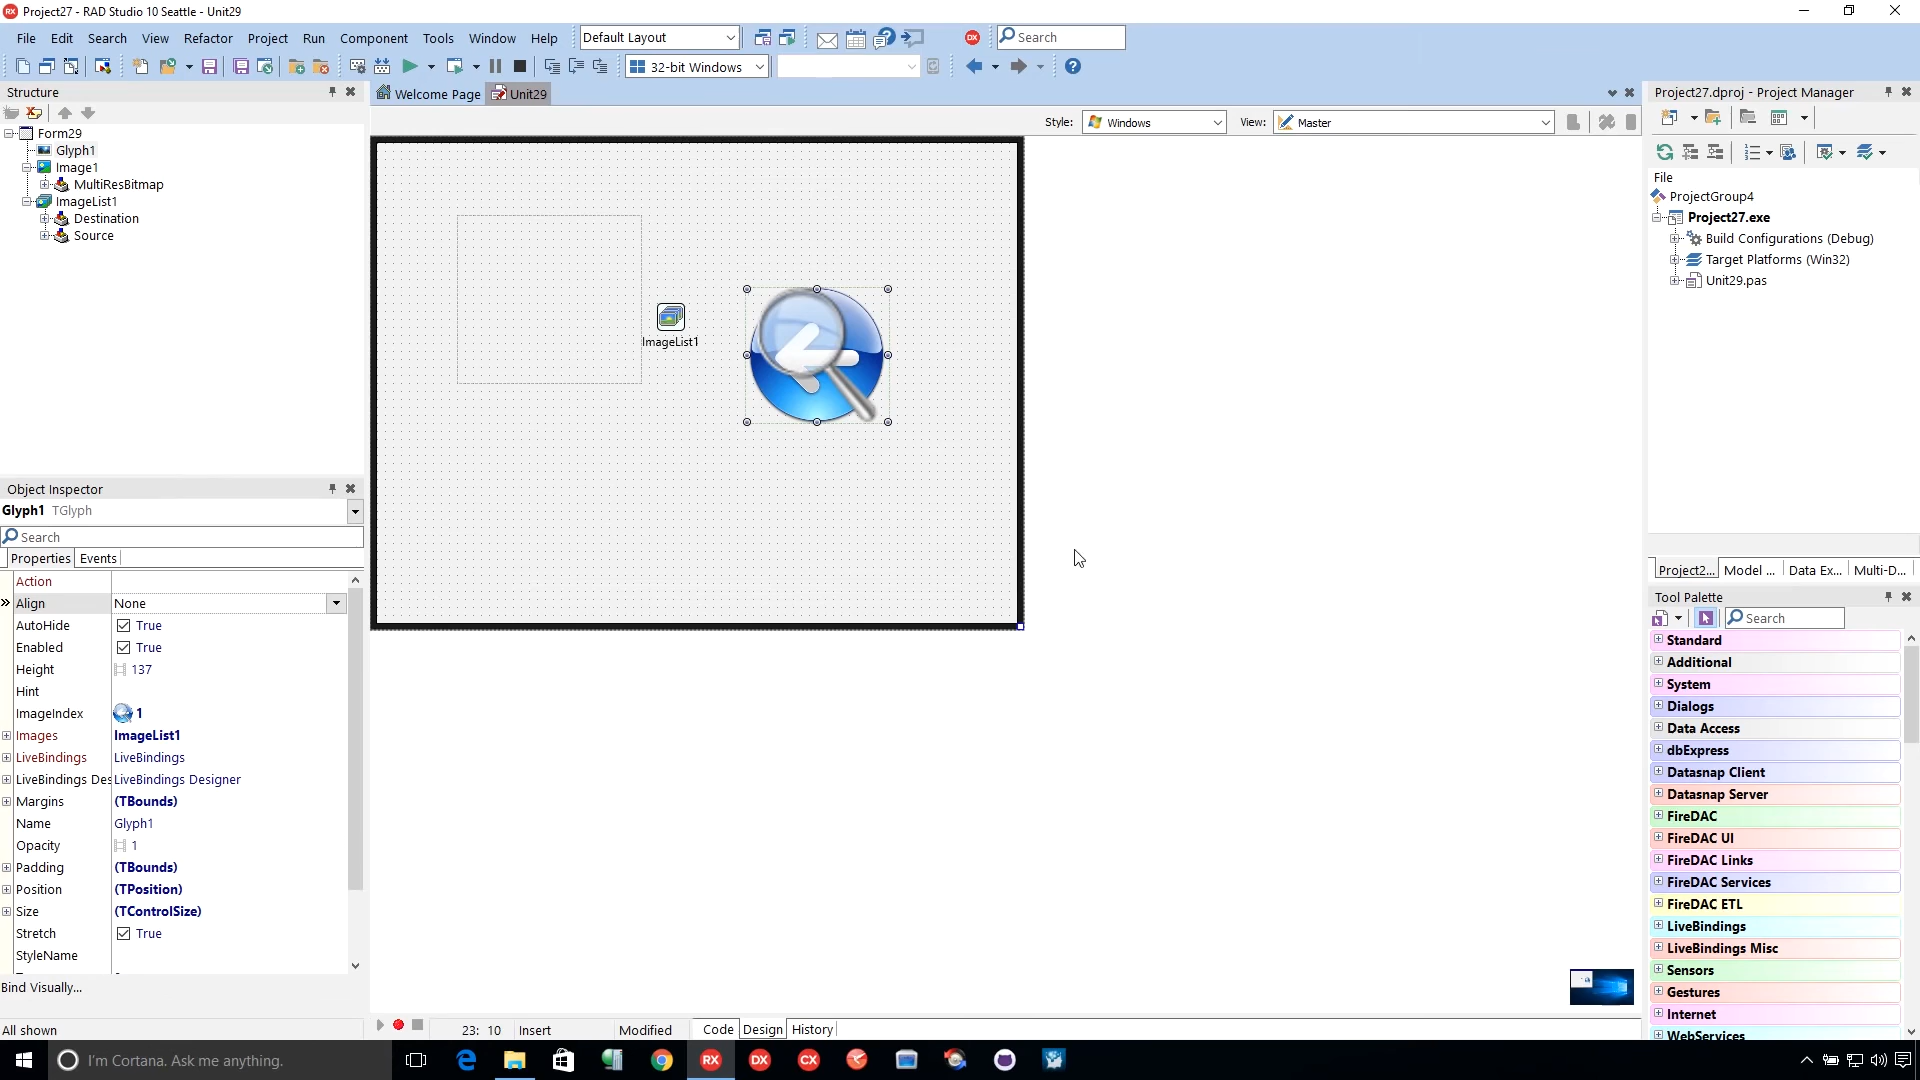 Project27 - RAD Studio 10 Seattle - Unit29
File Edit Search View Refactor Project Run Component Tools Window Help
Default Layout
Search
32-bit Windows
Structure
Form29
Glyph1
Image1
MultiResBitmap
ImageList1
Destination
Source
Object Inspector
Glyph1 TGlyph
Search
Properties Events
Action
Align None
AutoHide True
Enabled True
Height 137
Hint
ImageIndex 1
Images ImageList1
LiveBindings LiveBindings
LiveBindings Des LiveBindings Designer
Margins (TBounds)
Name Glyph1
Opacity 1
Padding (TBounds)
Position (TPosition)
Size (TControlSize)
Stretch True
StyleName
Bind Visually...
All shown
Welcome Page Unit29
Style: Windows View: Master
ImageList1
23: 10 Insert Modified Code Design History
Project27.dproj - Project Manager
File
ProjectGroup4
Project27.exe
Build Configurations (Debug)
Target Platforms (Win32)
Unit29.pas
Project2... Model ... Data Ex... Multi-D...
Tool Palette
Search
Standard
Additional
System
Dialogs
Data Access
dbExpress
Datasnap Client
Datasnap Server
FireDAC
FireDAC UI
FireDAC Links
FireDAC Services
FireDAC ETL
LiveBindings
LiveBindings Misc
Sensors
Gestures
Internet
WebServices
I'm Cortana. Ask me anything.
RX DX CX